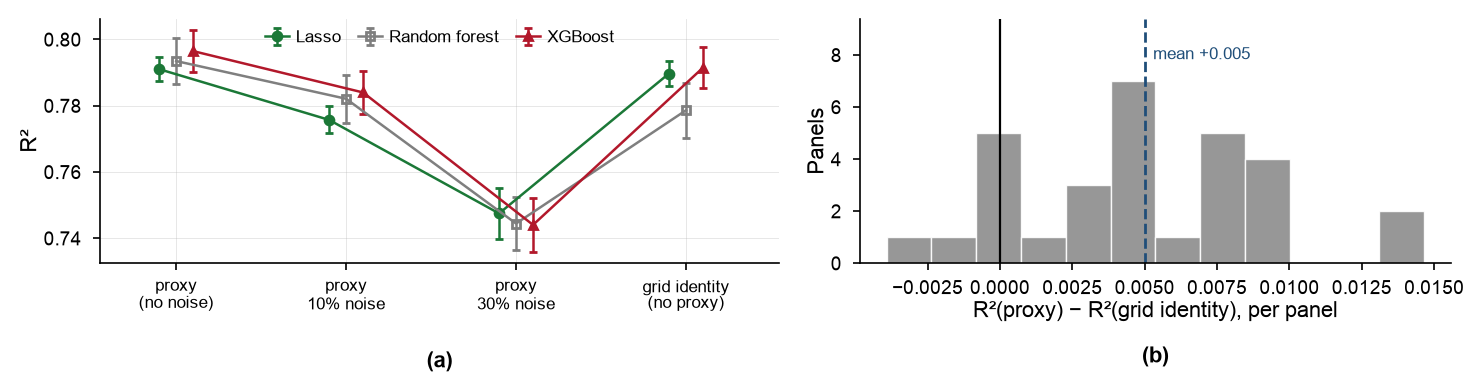 Lasso
Random forest
XGBoost
R²
0.80
0.78
0.76
0.74
proxy
(no noise)
proxy
10% noise
proxy
30% noise
grid identity
(no proxy)
(a)
mean +0.005
Panels
8
6
4
2
0
−0.0025 0.0000 0.0025 0.0050 0.0075 0.0100 0.0125 0.0150
R²(proxy) − R²(grid identity), per panel
(b)